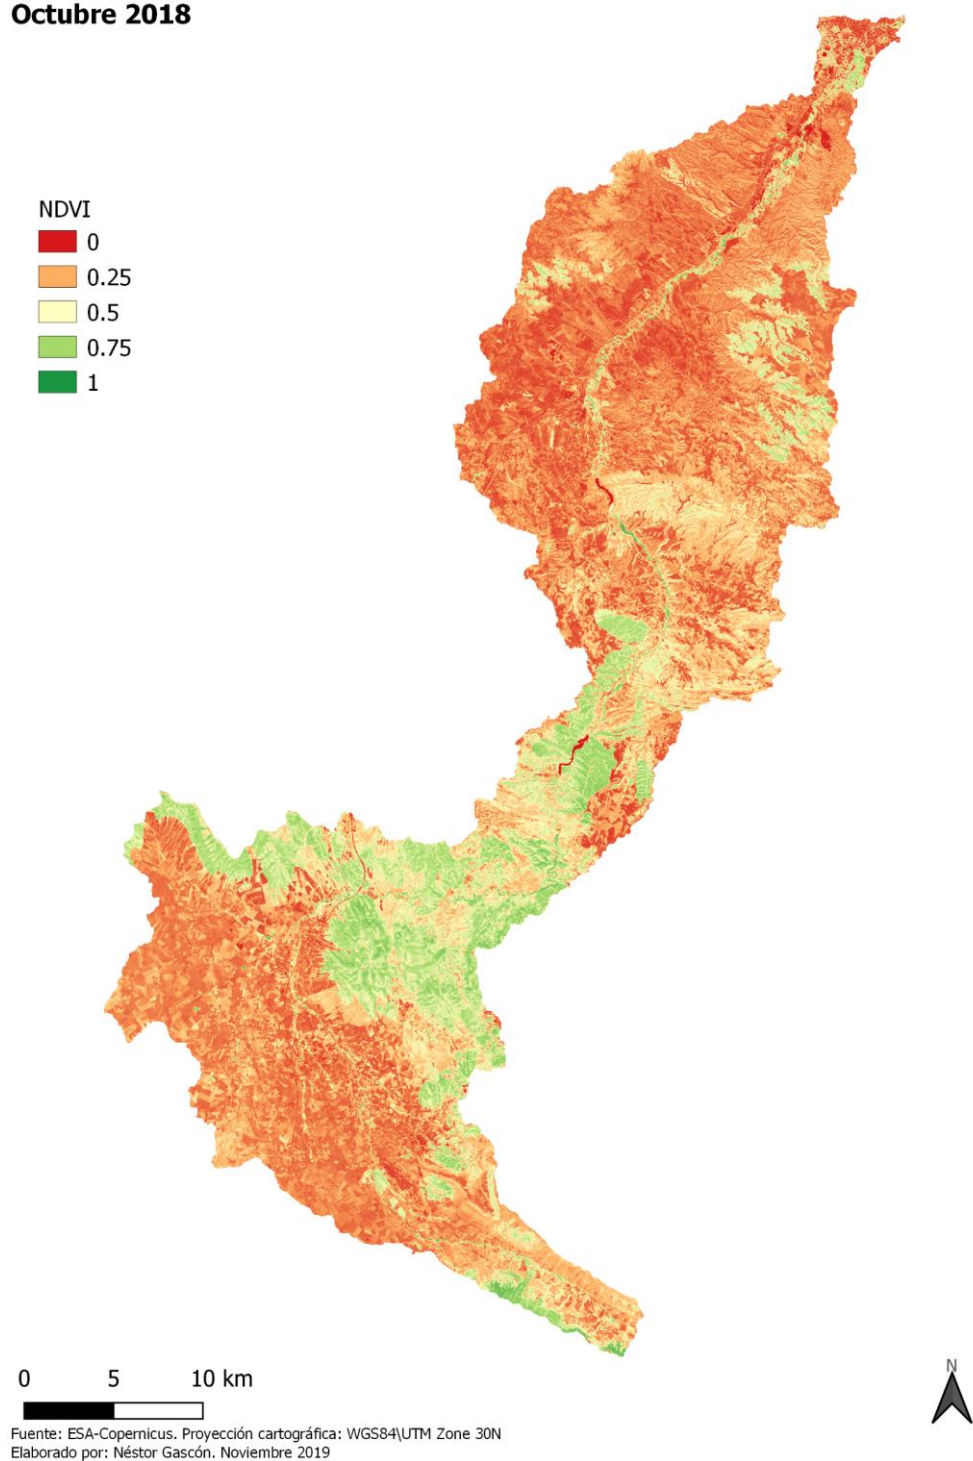 Octubre 2018
NDVI
0
0.25
0.5
0.75
1
0 5 10 km
N
Fuente: ESA-Copernicus. Proyección cartográfica: WGS84\UTM Zone 30N
Elaborado por: Néstor Gascón. Noviembre 2019